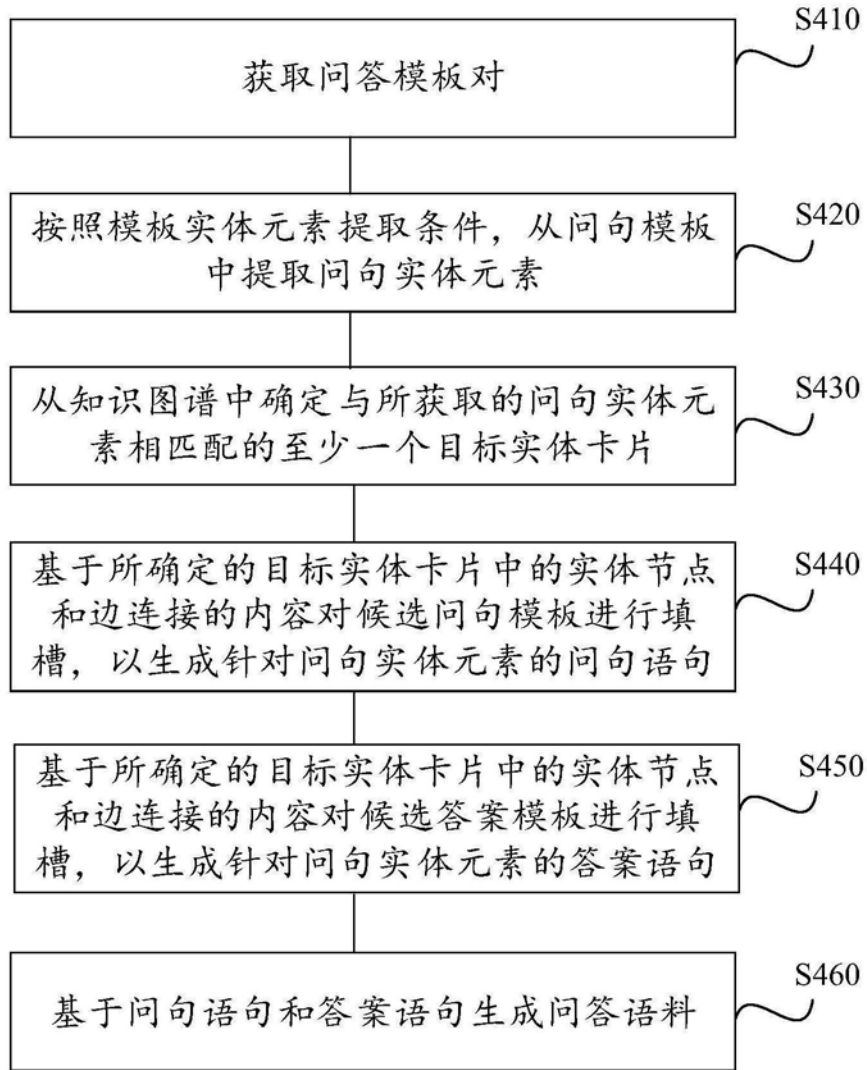 S410
获取问答模板对
S420
按照模板实体元素提取条件，从问句模板
中提取问句实体元素
S430
从知识图谱中确定与所获取的问句实体元
素相匹配的至少一个目标实体卡片
S440
基于所确定的目标实体卡片中的实体节点
和边连接的内容对候选问句模板进行填
槽，以生成针对问句实体元素的问句语句
S450
基于所确定的目标实体卡片中的实体节点
和边连接的内容对候选答案模板进行填
槽，以生成针对问句实体元素的答案语句
S460
基于问句语句和答案语句生成问答语料